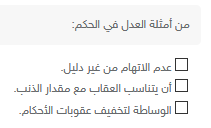 من أمثلة العدل في الحكم:
عدم الاتهام من غير دليل.
أن يتناسب العقاب مع مقدار الذنب.
الوساطة لتخفيف عقوبات الأحكام.